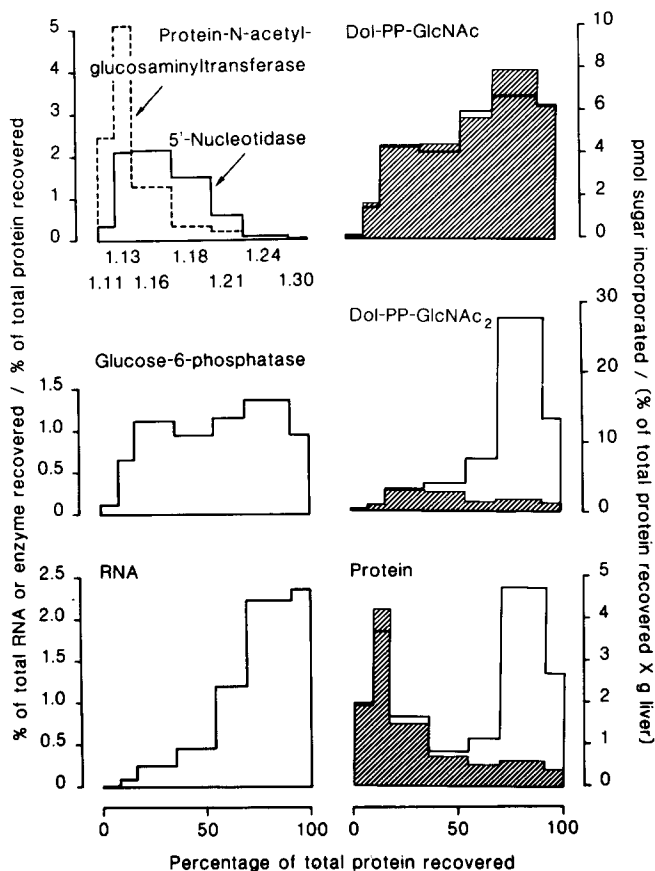 5
4
3
2
1
0
Protein-N-acetyl-
glucosaminyltransferase
5'-Nucleotidase
1.13 1.18 1.24
1.11 1.16 1.21 1.30
Dol-PP-GlcNAc
10
8
6
4
2
0
Glucose-6-phosphatase
1.5
1.0
0.5
0
Dol-PP-GlcNAc2
30
20
10
0
RNA
2.5
2.0
1.5
1.0
0.5
0
Protein
5
4
3
2
1
0
0 50 100
0 50 100
Percentage of total protein recovered
% of total RNA or enzyme recovered / % of total protein recovered
pmol sugar incorporated / (% of total protein recovered X g liver)